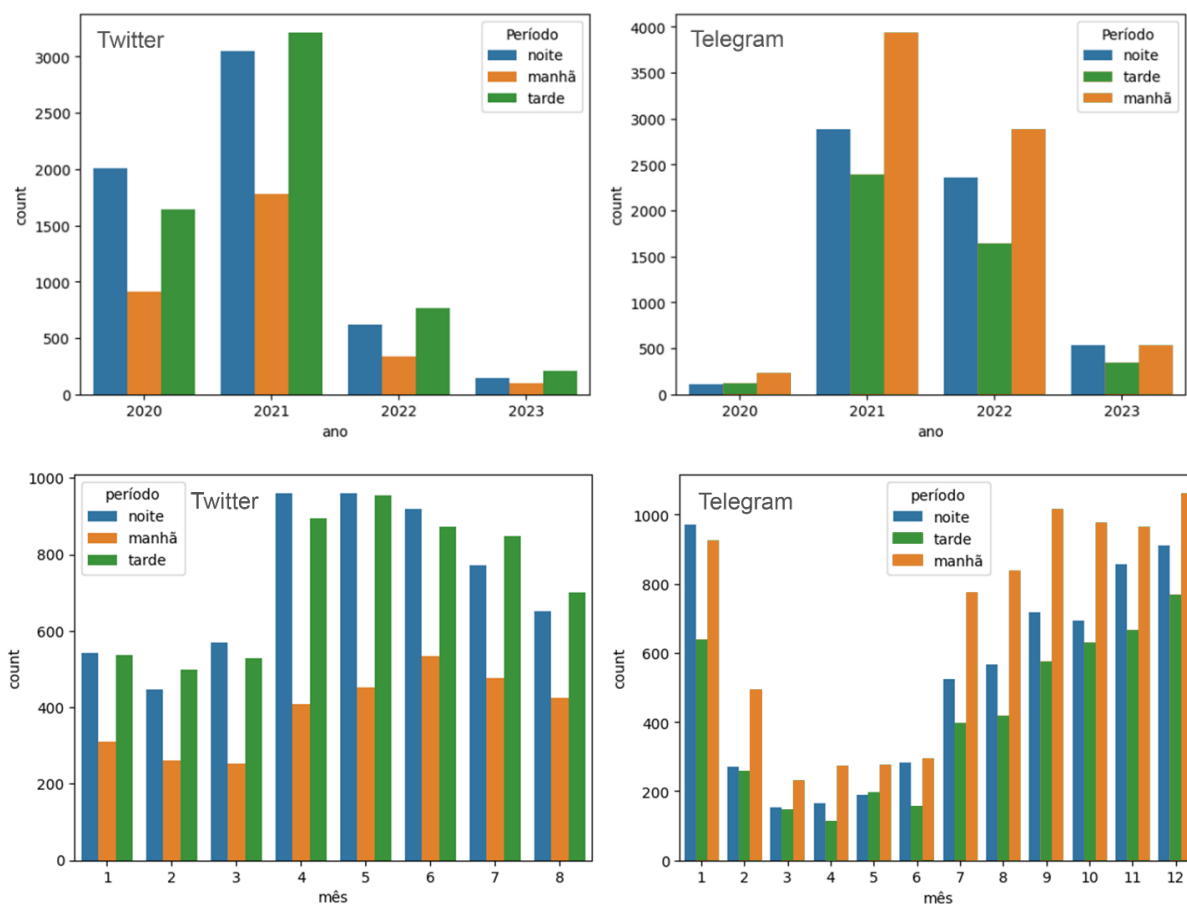 Twitter
Período
noite
manhã
tarde
3000
2500
2000
1500
1000
500
0
count
2020 2021 2022 2023
ano
Telegram
Período
noite
tarde
manhã
4000
3500
3000
2500
2000
1500
1000
500
0
count
2020 2021 2022 2023
ano
Twitter
período
noite
manhã
tarde
1000
800
600
400
200
0
count
1 2 3 4 5 6 7 8
mês
Telegram
período
noite
tarde
manhã
1000
800
600
400
200
0
count
1 2 3 4 5 6 7 8 9 10 11 12
mês